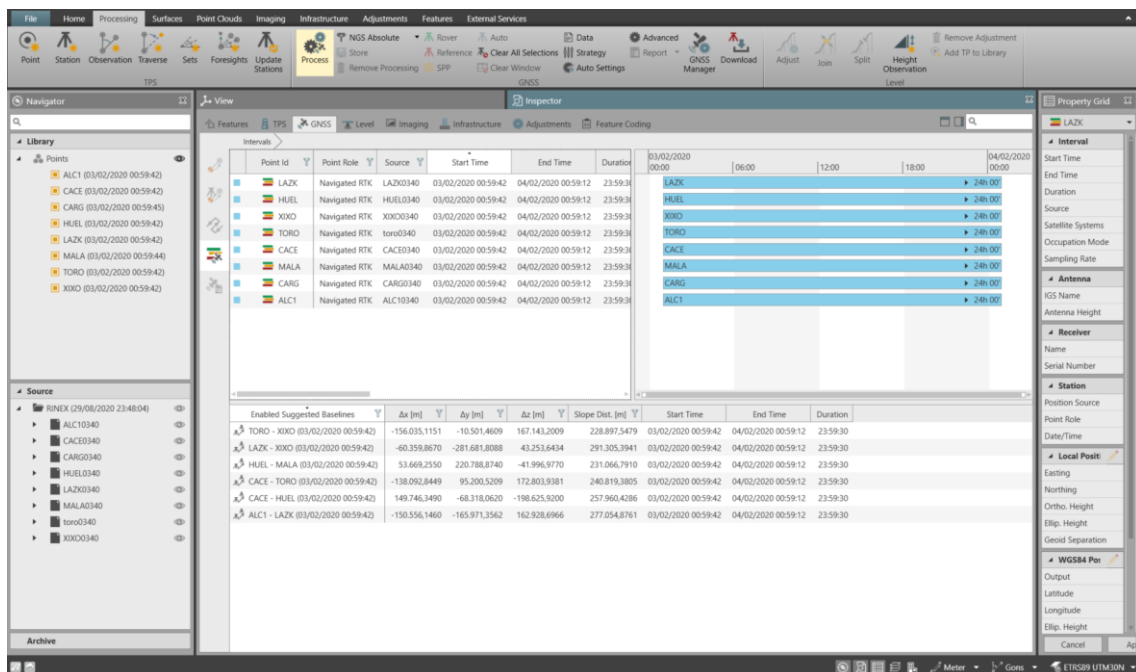 File Home Processing Surfaces Point Clouds Imaging Infrastructure Adjustments Features External Services
Point Station Observation Traverse Sets Foresights Update Stations
TPS
Process
NGS Absolute Rover Auto Data Advanced
Store Reference Clear All Selections Strategy Report
Remove Processing SPP Clear Window Auto Settings
GNSS Manager Download
GNSS
Adjust Join Split Height Observation
Remove Adjustment
Add TP to Library
Level
Navigator
Library
Points
ALC1 (03/02/2020 00:59:42)
CACE (03/02/2020 00:59:42)
CARG (03/02/2020 00:59:45)
HUEL (03/02/2020 00:59:42)
LAZK (03/02/2020 00:59:42)
MALA (03/02/2020 00:59:44)
TORO (03/02/2020 00:59:42)
XIXO (03/02/2020 00:59:42)
Source
RINEX (29/08/2020 23:48:04)
ALC10340
CACE0340
CARG0340
HUEL0340
LAZK0340
MALA0340
toro0340
XIXO0340
Archive
View
Inspector
Features TPS GNSS Level Imaging Infrastructure Adjustments Feature Coding
Intervals
Point Id Point Role Source Start Time End Time Duration
LAZK Navigated RTK LAZK0340 03/02/2020 00:59:42 04/02/2020 00:59:12 23:59:30
HUEL Navigated RTK HUEL0340 03/02/2020 00:59:42 04/02/2020 00:59:12 23:59:30
XIXO Navigated RTK XIXO0340 03/02/2020 00:59:42 04/02/2020 00:59:12 23:59:30
TORO Navigated RTK toro0340 03/02/2020 00:59:42 04/02/2020 00:59:12 23:59:30
CACE Navigated RTK CACE0340 03/02/2020 00:59:42 04/02/2020 00:59:12 23:59:30
MALA Navigated RTK MALA0340 03/02/2020 00:59:42 04/02/2020 00:59:12 23:59:30
CARG Navigated RTK CARG0340 03/02/2020 00:59:42 04/02/2020 00:59:12 23:59:30
ALC1 Navigated RTK ALC10340 03/02/2020 00:59:42 04/02/2020 00:59:12 23:59:30
03/02/2020 04/02/2020
00:00 06:00 12:00 18:00 00:00
LAZK 24h 00'
HUEL 24h 00'
XIXO 24h 00'
TORO 24h 00'
CACE 24h 00'
MALA 24h 00'
CARG 24h 00'
ALC1 24h 00'
Enabled Suggested Baselines Δx [m] Δy [m] Δz [m] Slope Dist. [m] Start Time End Time Duration
TORO - XIXO (03/02/2020 00:59:42) -156.035,1151 -10.501,4609 167.143,2009 228.897,5479 03/02/2020 00:59:42 04/02/2020 00:59:12 23:59:30
LAZK - XIXO (03/02/2020 00:59:42) -60.359,8670 -281.681,8088 43.253,6434 291.305,3941 03/02/2020 00:59:42 04/02/2020 00:59:12 23:59:30
HUEL - MALA (03/02/2020 00:59:42) 53.669,2550 220.788,8740 -41.996,9770 231.066,7910 03/02/2020 00:59:42 04/02/2020 00:59:12 23:59:30
CACE - TORO (03/02/2020 00:59:42) -138.092,8449 95.200,5209 172.803,9381 240.819,3805 03/02/2020 00:59:42 04/02/2020 00:59:12 23:59:30
CACE - HUEL (03/02/2020 00:59:42) 149.746,3490 -68.318,0620 -198.625,9200 257.960,4286 03/02/2020 00:59:42 04/02/2020 00:59:12 23:59:30
ALC1 - LAZK (03/02/2020 00:59:42) -150.556,1460 -165.971,3562 162.928,6966 277.054,8761 03/02/2020 00:59:42 04/02/2020 00:59:12 23:59:30
Property Grid
LAZK
Interval
Start Time
End Time
Duration
Source
Satellite Systems
Occupation Mode
Sampling Rate
Antenna
IGS Name
Antenna Height
Receiver
Name
Serial Number
Station
Position Source
Point Role
Date/Time
Local Positi
Easting
Northing
Ortho. Height
Ellip. Height
Geoid Separation
WGS84 Pos
Output
Latitude
Longitude
Ellip. Height
Cancel Ap
Meter Gons ETRS89 UTM30N